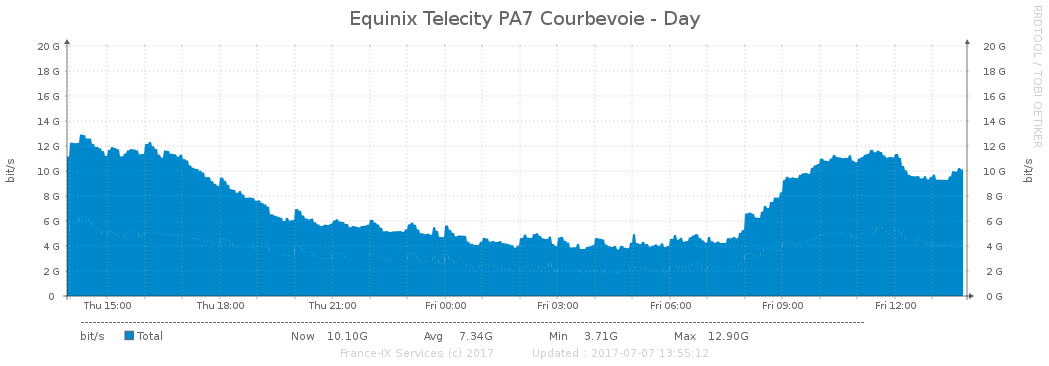 Equinix Telecity PA7 Courbevoie - Day
RRDTOOL / TOBI OETIKER
bit/s
bit/s
20 G 20 G
18 G 18 G
16 G 16 G
14 G 14 G
12 G 12 G
10 G 10 G
8 G 8 G
6 G 6 G
4 G 4 G
2 G 2 G
0 0 G
Thu 15:00 Thu 18:00 Thu 21:00 Fri 00:00 Fri 03:00 Fri 06:00 Fri 09:00 Fri 12:00
bit/s Total Now 10.10G Avg 7.34G Min 3.71G Max 12.90G
France-IX Services (c) 2017 Updated : 2017-07-07 13:55:12